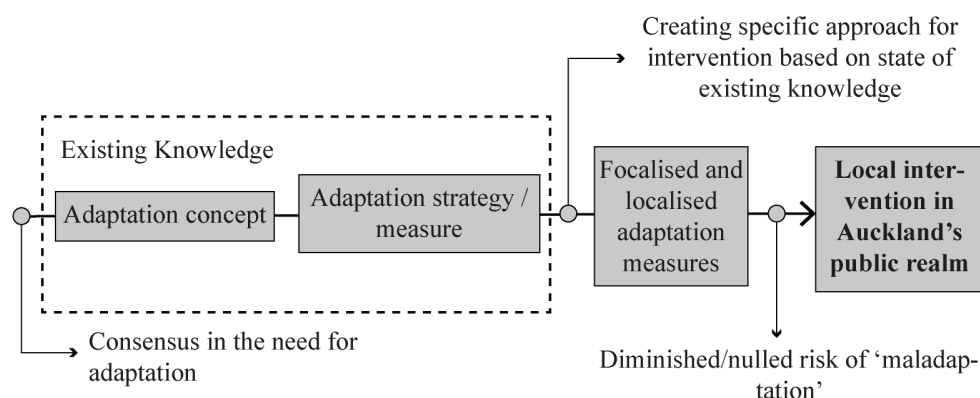 Creating specific approach for
intervention based on state of
existing knowledge
Existing Knowledge
Adaptation concept
Adaptation strategy /
measure
Focalised and
localised
adaptation
measures
Local inter-
vention in
Auckland’s
public realm
Consensus in the need for
adaptation
Diminished/nulled risk of ‘maladap-
tation’